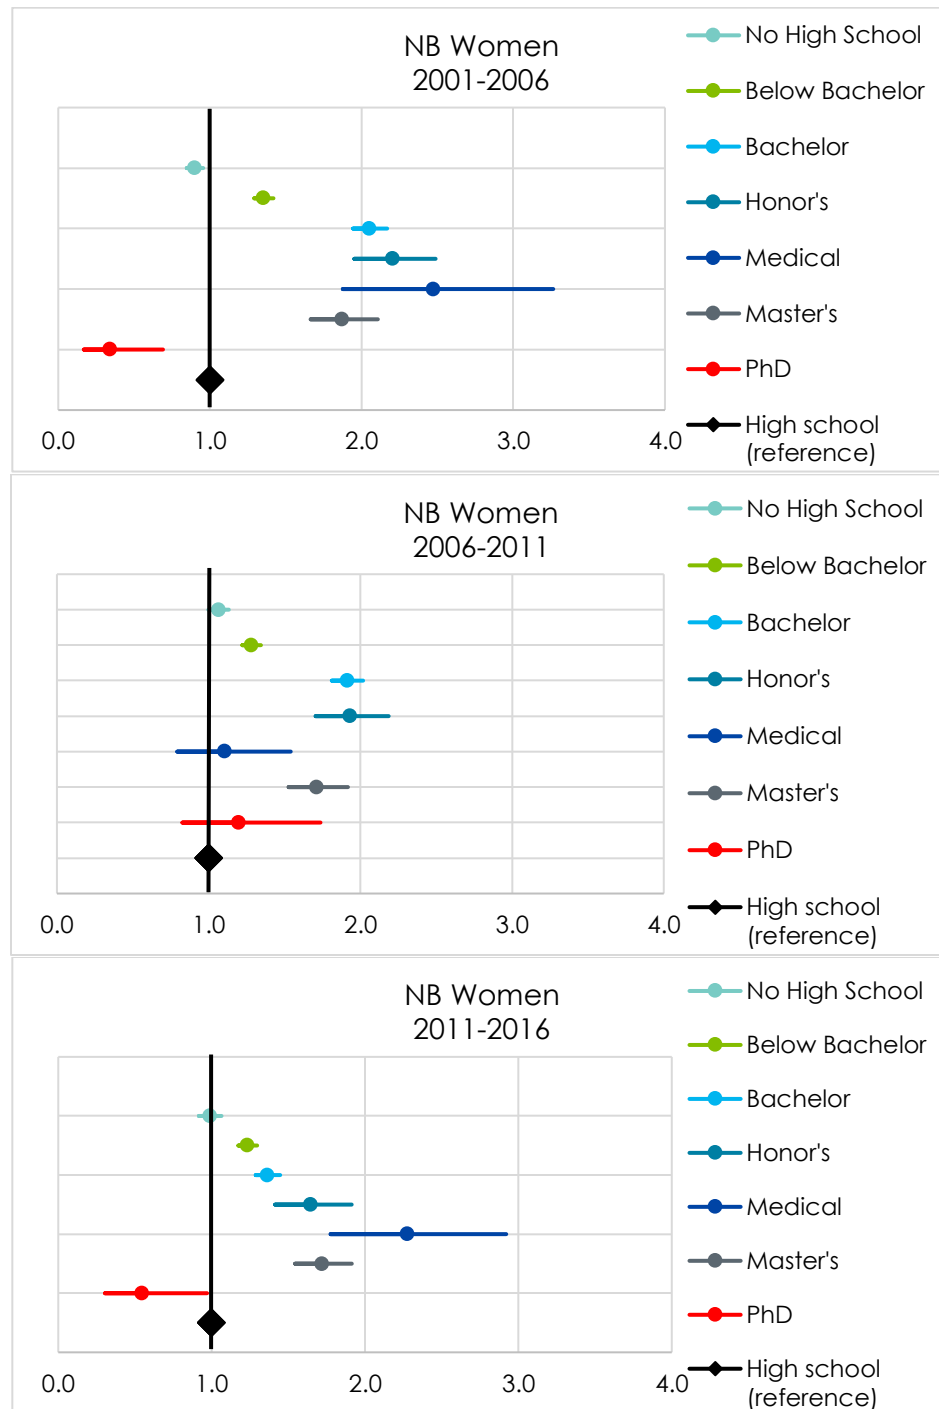 NB Women
2001-2006
No High School
Below Bachelor
Bachelor
Honor's
Medical
Master's
PhD
High school
(reference)
0.0 1.0 2.0 3.0 4.0
NB Women
2006-2011
No High School
Below Bachelor
Bachelor
Honor's
Medical
Master's
PhD
High school
(reference)
0.0 1.0 2.0 3.0 4.0
NB Women
2011-2016
No High School
Below Bachelor
Bachelor
Honor's
Medical
Master's
PhD
High school
(reference)
0.0 1.0 2.0 3.0 4.0